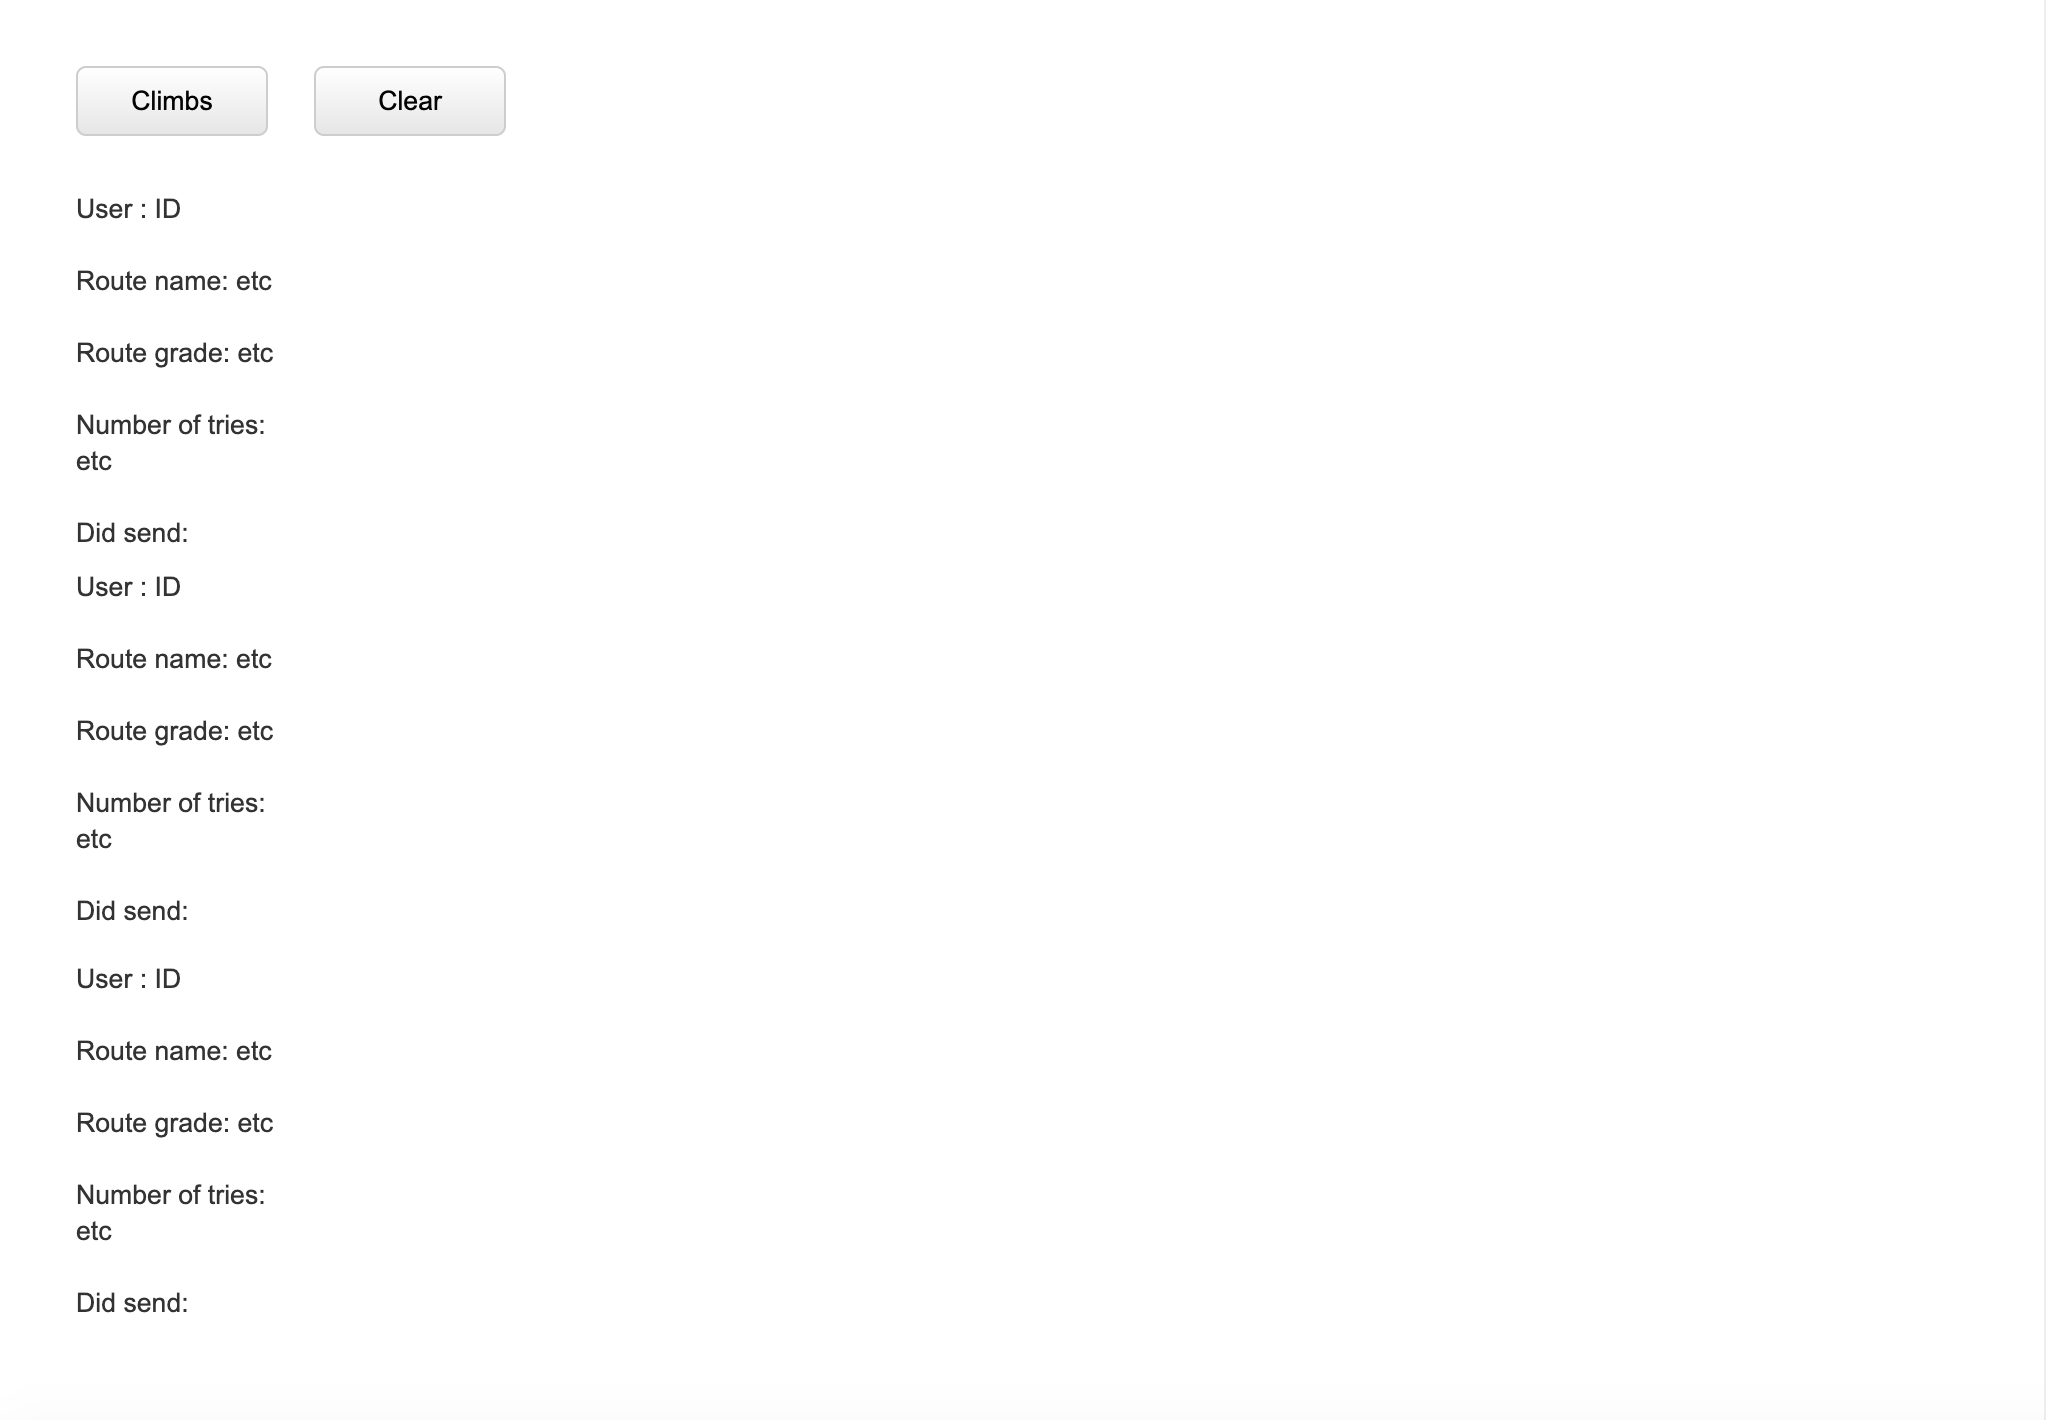 Climbs Clear
User : ID
Route name: etc
Route grade: etc
Number of tries:
etc
Did send:
User : ID
Route name: etc
Route grade: etc
Number of tries:
etc
Did send:
User : ID
Route name: etc
Route grade: etc
Number of tries:
etc
Did send: